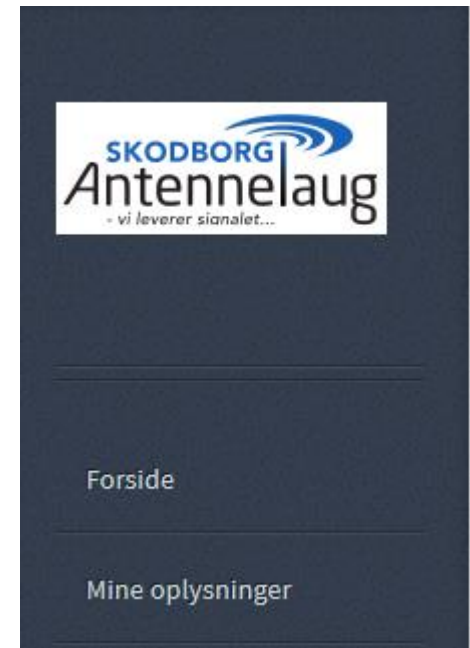 SKODBORG
Antennelaug
- vi leverer signalet...
Forside
Mine oplysninger